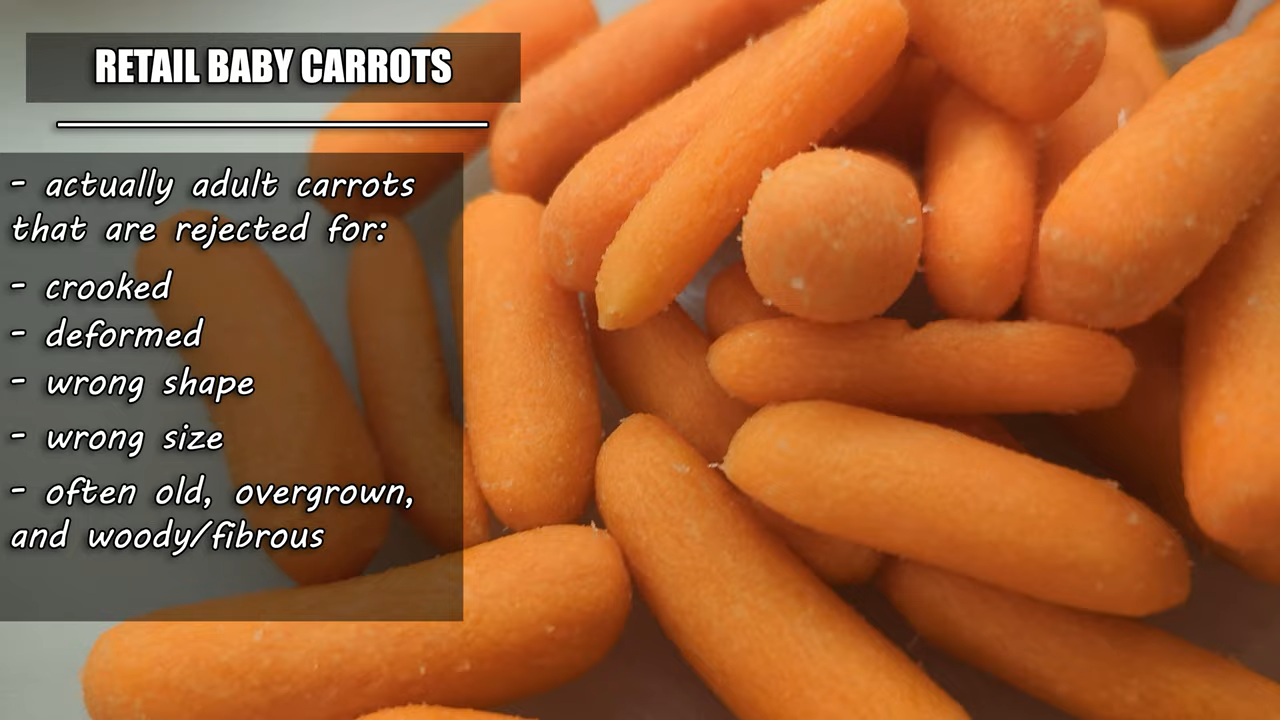 RETAIL BABY CARROTS
- actually adult carrots
that are rejected for:
- crooked
- deformed
- wrong shape
- wrong size
- often old, overgrown,
and woody/fibrous